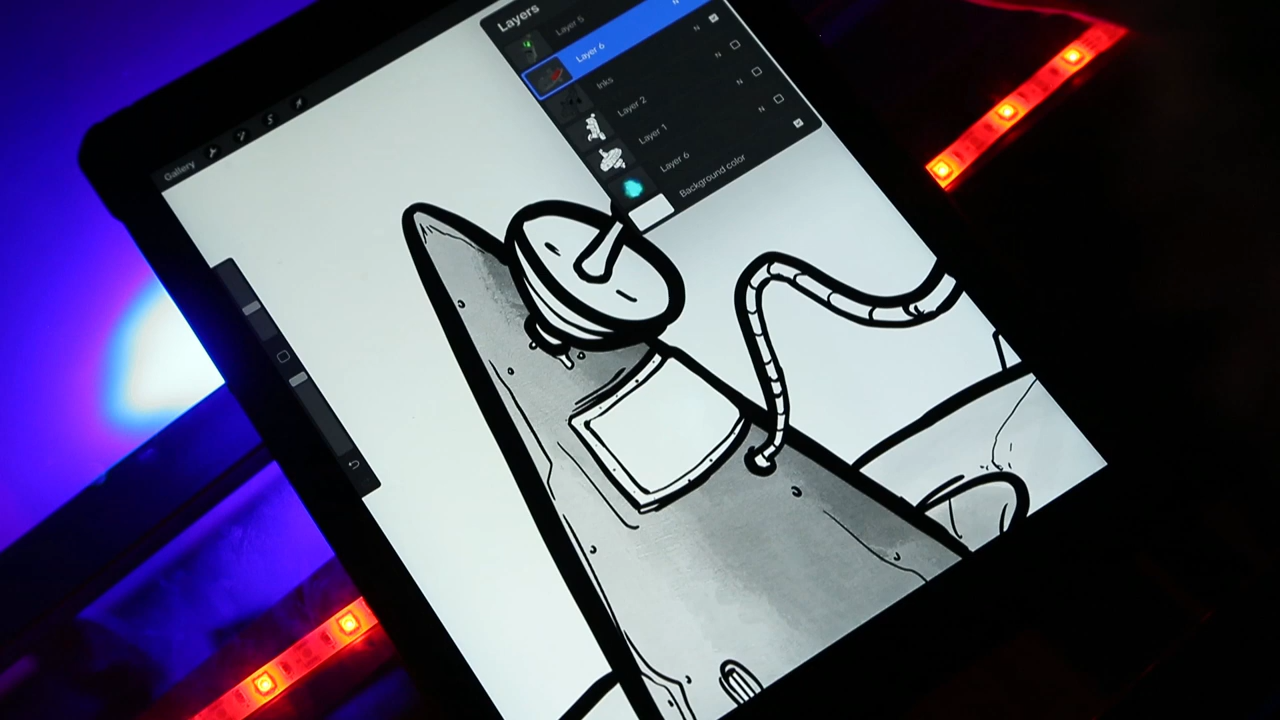 Layers
Layer 5
Layer 6
Inks
Layer 2
Layer 1
Layer 6
Background color
Gallery
N
N
N
N
N